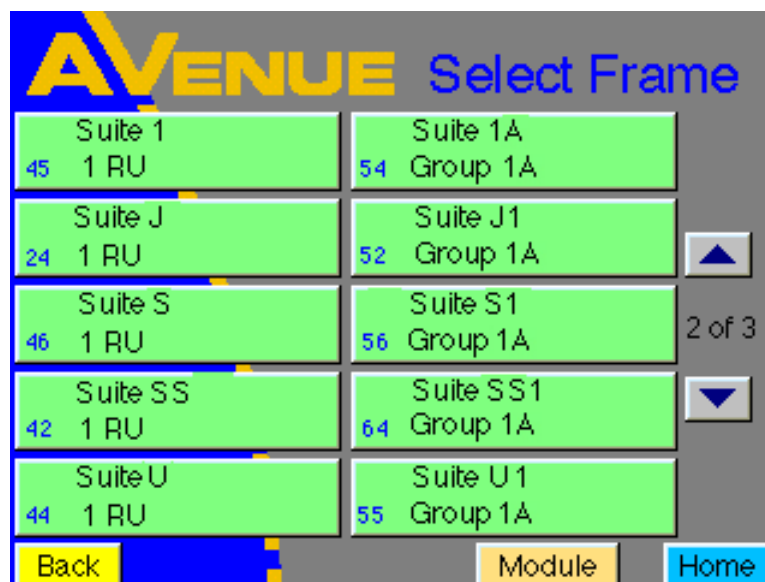 AVENUE Select Frame
Suite 1
45 1 RU
Suite 1A
54 Group 1A
Suite J
24 1 RU
Suite J1
52 Group 1A
Suite S
46 1 RU
Suite S1
56 Group 1A
2 of 3
Suite SS
42 1 RU
Suite SS1
64 Group 1A
Suite U
44 1 RU
Suite U1
55 Group 1A
Back
Module
Home